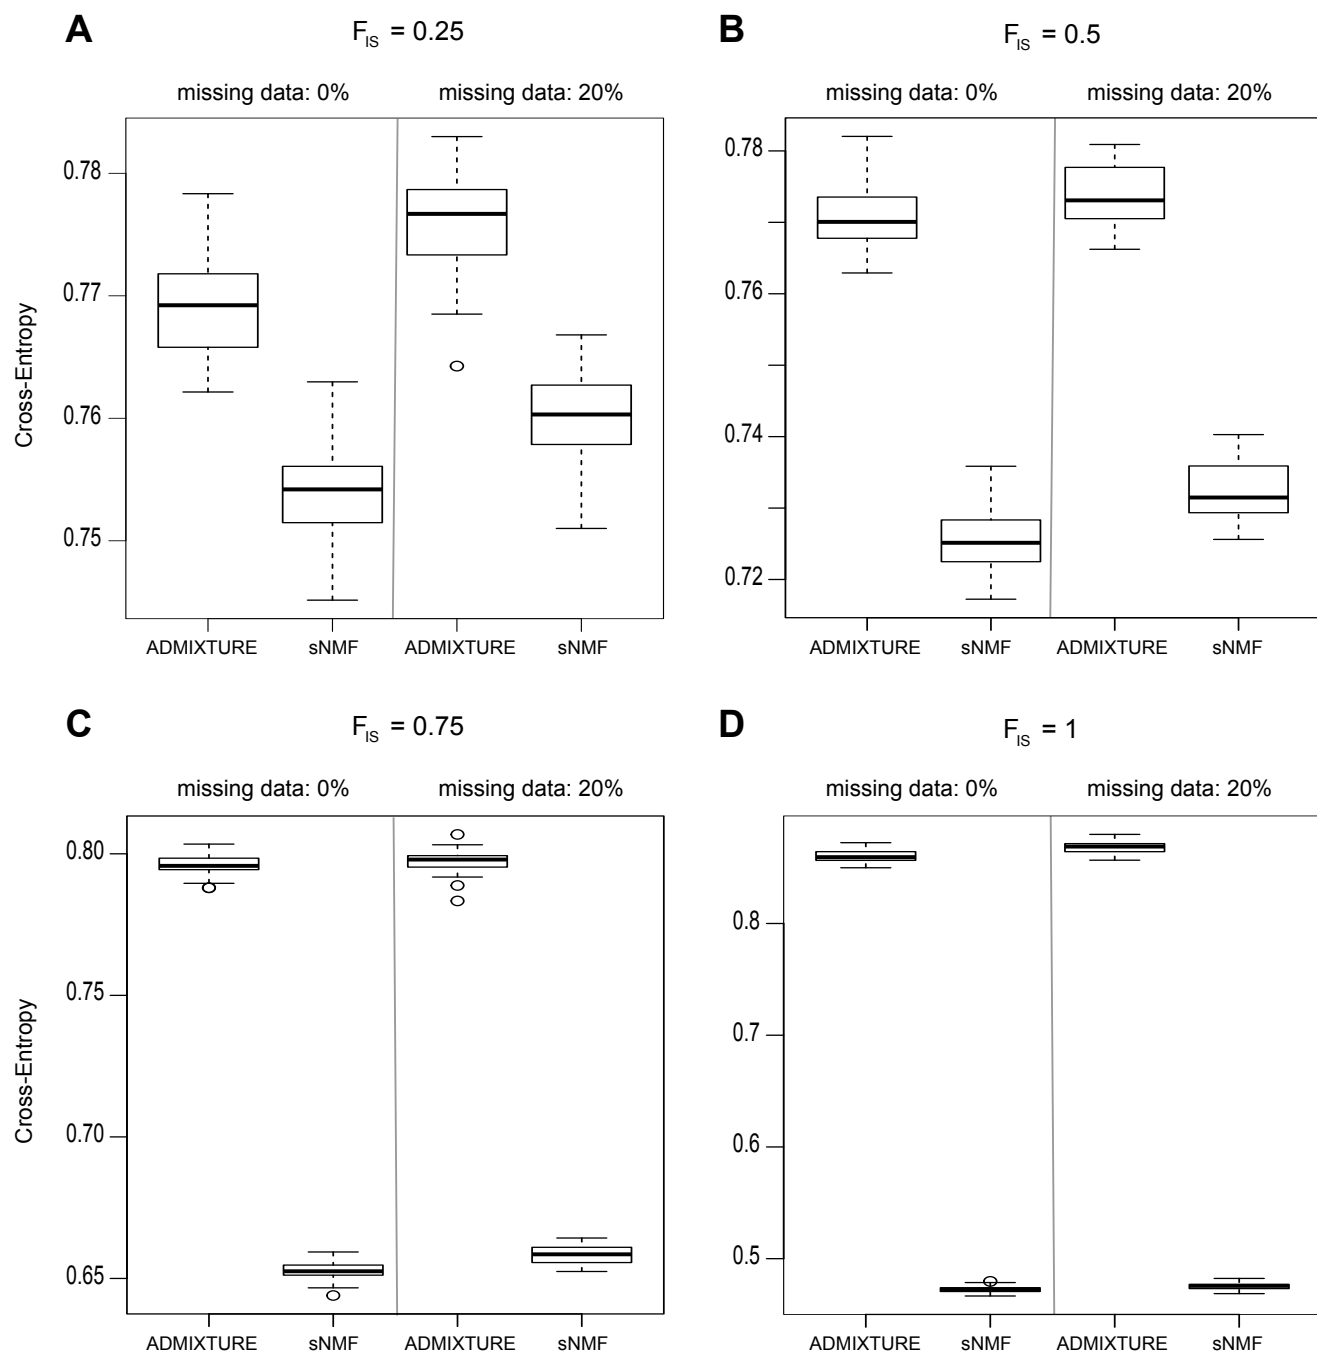 A
F_IS = 0.25
missing data: 0%
missing data: 20%
0.78
0.77
0.76
0.75
Cross-Entropy
ADMIXTURE
sNMF
ADMIXTURE
sNMF
B
F_IS = 0.5
missing data: 0%
missing data: 20%
0.78
0.76
0.74
0.72
ADMIXTURE
sNMF
ADMIXTURE
sNMF
C
F_IS = 0.75
missing data: 0%
missing data: 20%
0.80
0.75
0.70
0.65
Cross-Entropy
ADMIXTURE
sNMF
ADMIXTURE
sNMF
D
F_IS = 1
missing data: 0%
missing data: 20%
0.8
0.7
0.6
0.5
ADMIXTURE
sNMF
ADMIXTURE
sNMF